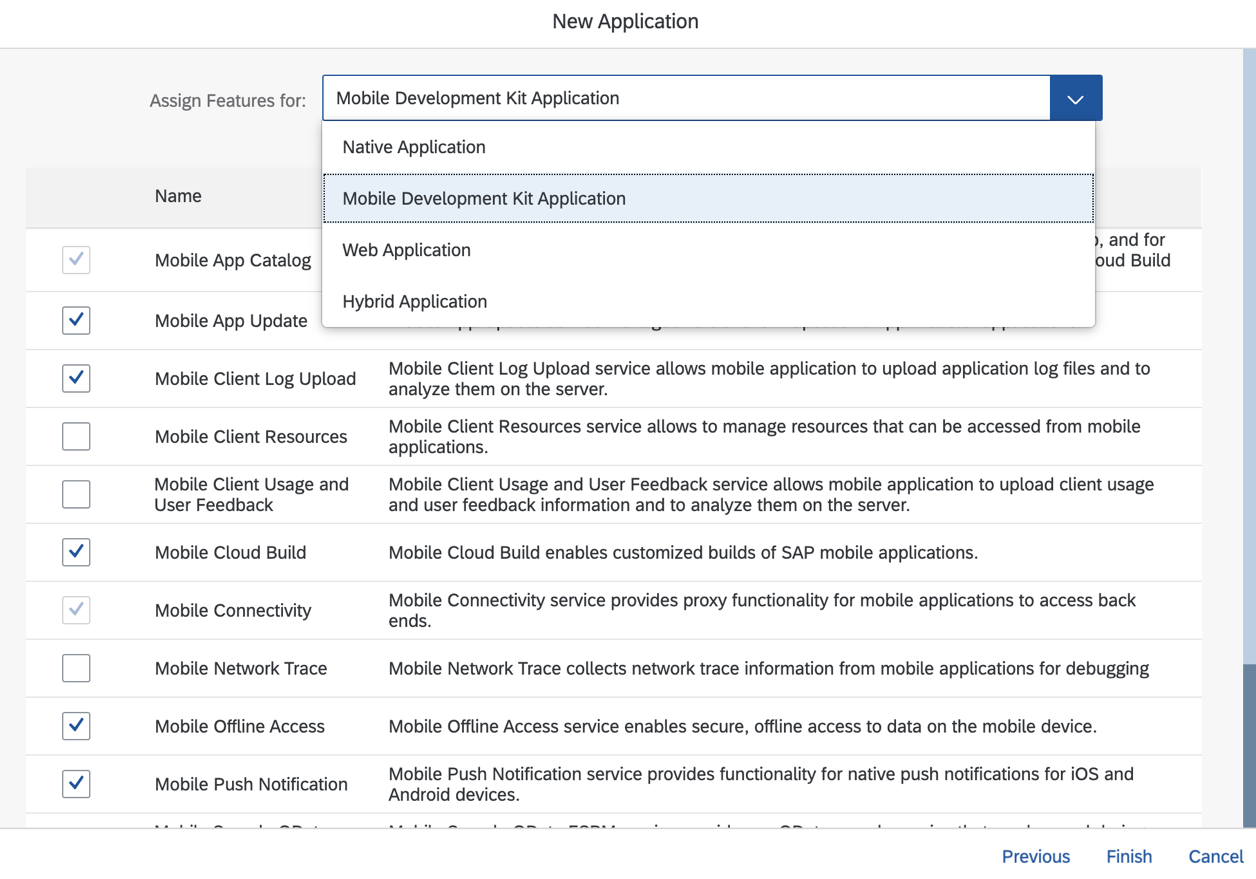 New Application
Assign Features for:
Mobile Development Kit Application
Native Application
Mobile Development Kit Application
Web Application
Hybrid Application
Name
Mobile App Catalog
, and for
oud Build
Mobile App Update
Mobile Client Log Upload
Mobile Client Log Upload service allows mobile application to upload application log files and to
analyze them on the server.
Mobile Client Resources
Mobile Client Resources service allows to manage resources that can be accessed from mobile
applications.
Mobile Client Usage and
User Feedback
Mobile Client Usage and User Feedback service allows mobile application to upload client usage
and user feedback information and to analyze them on the server.
Mobile Cloud Build
Mobile Cloud Build enables customized builds of SAP mobile applications.
Mobile Connectivity
Mobile Connectivity service provides proxy functionality for mobile applications to access back
ends.
Mobile Network Trace
Mobile Network Trace collects network trace information from mobile applications for debugging
Mobile Offline Access
Mobile Offline Access service enables secure, offline access to data on the mobile device.
Mobile Push Notification
Mobile Push Notification service provides functionality for native push notifications for iOS and
Android devices.
Previous
Finish
Cancel